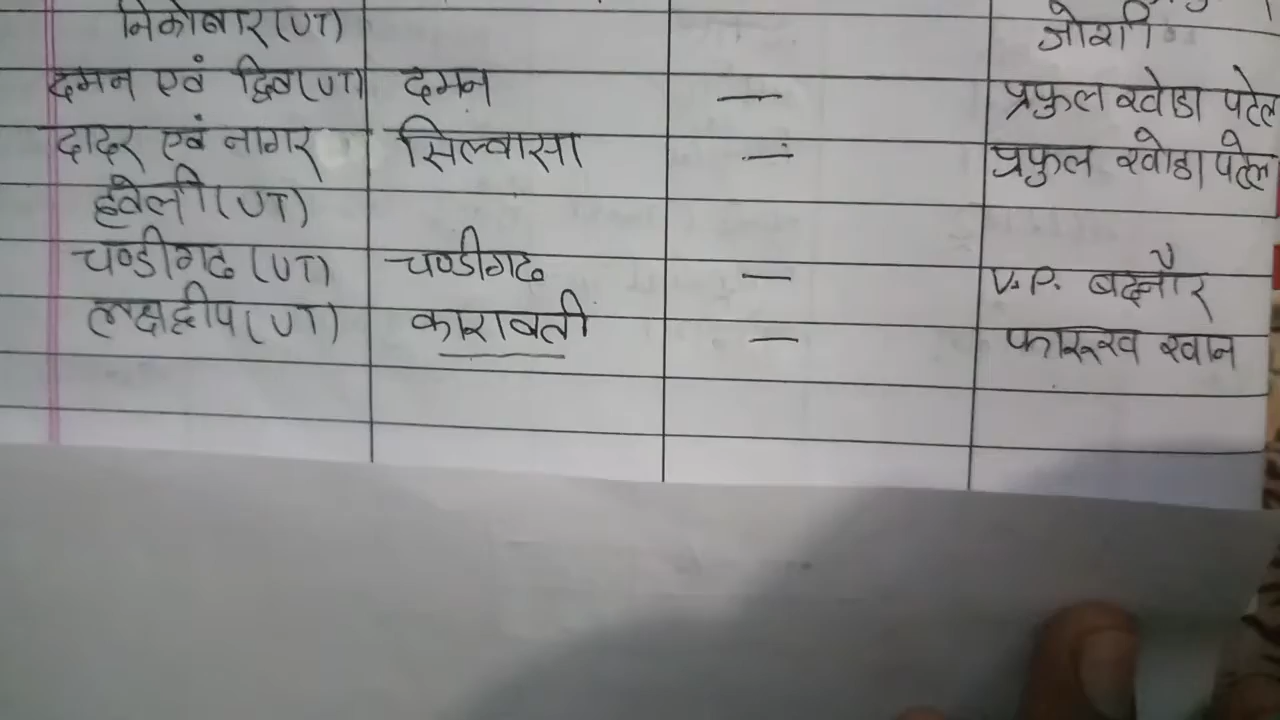 निकोबार (UT) जोशी
दमन एवं द्विव (UT) दमन — प्रफुल खोडा पटेल
दादर एवं नागर सिल्वासा — प्रफुल खोडा पटेल
हवेली (UT)
चण्डीगढ (UT) चण्डीगढ — V.P. बदनौर
लक्षद्वीप (UT) कारावती — फारूख खान